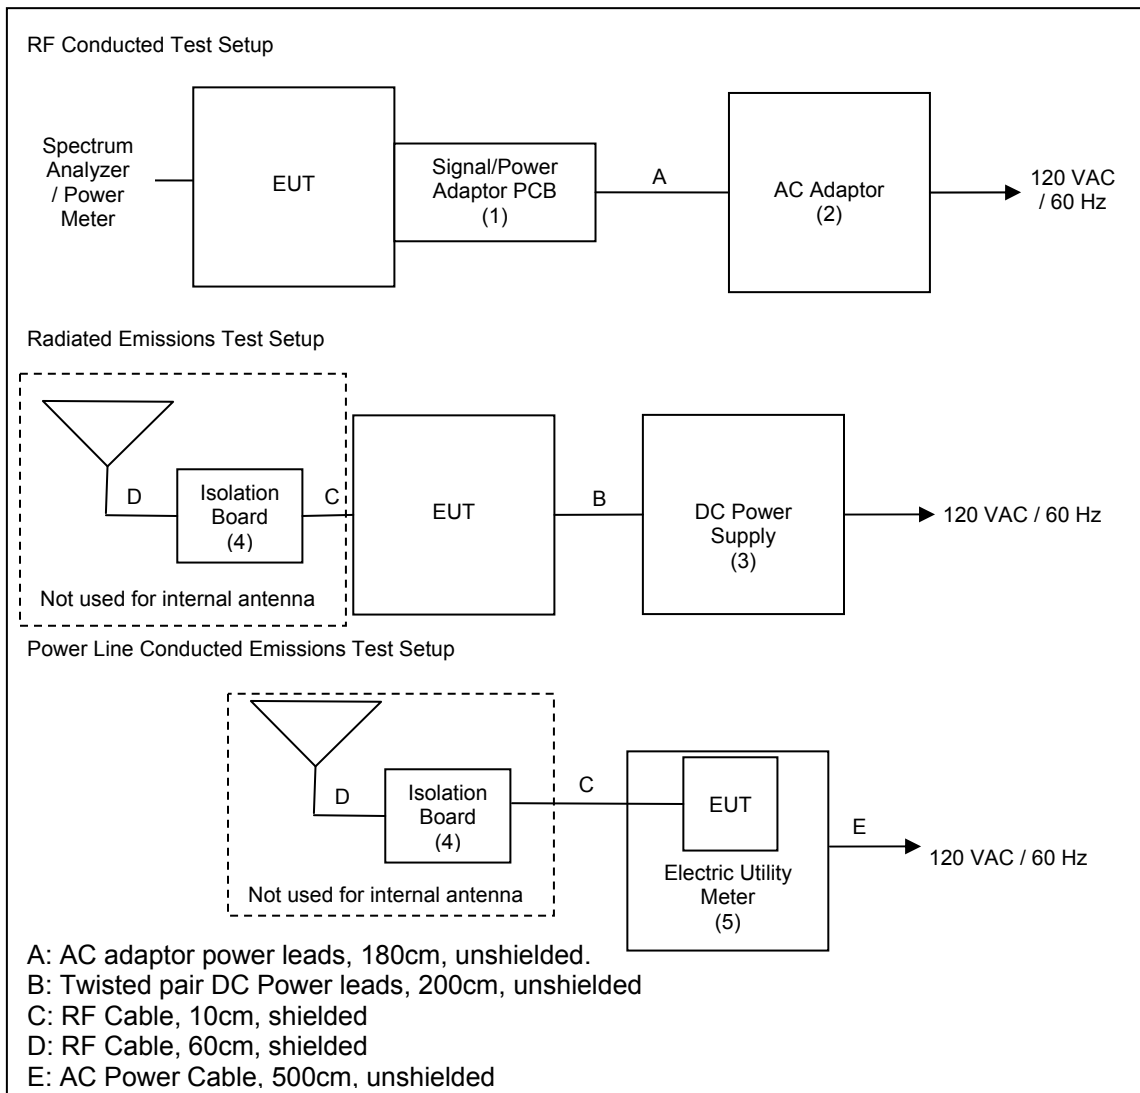 RF Conducted Test Setup
Spectrum
Analyzer
/ Power
Meter
EUT
Signal/Power
Adaptor PCB
(1)
A
AC Adaptor
(2)
120 VAC
/ 60 Hz
Radiated Emissions Test Setup
D
Isolation
Board
(4)
C
Not used for internal antenna
EUT
B
DC Power
Supply
(3)
120 VAC / 60 Hz
Power Line Conducted Emissions Test Setup
D
Isolation
Board
(4)
Not used for internal antenna
C
EUT
Electric Utility
Meter
(5)
E
120 VAC / 60 Hz
A: AC adaptor power leads, 180cm, unshielded.
B: Twisted pair DC Power leads, 200cm, unshielded
C: RF Cable, 10cm, shielded
D: RF Cable, 60cm, shielded
E: AC Power Cable, 500cm, unshielded